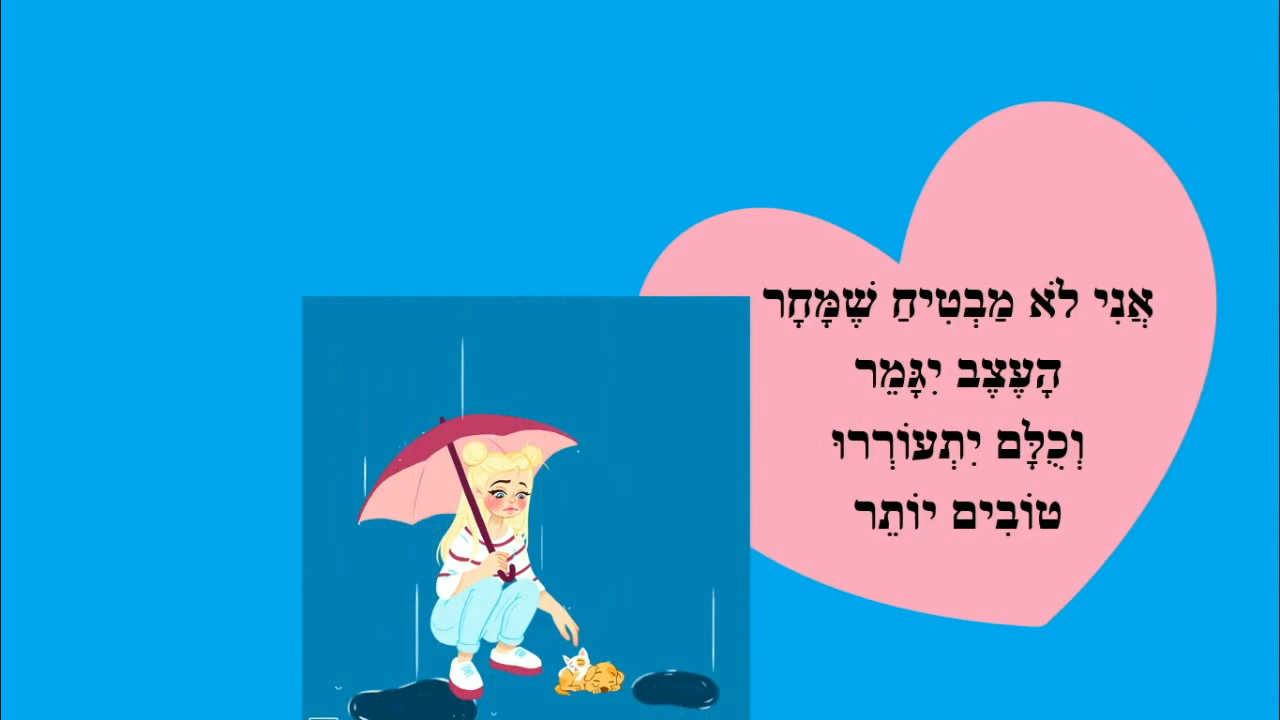 אֲנִי לֹא מַבְטִיחַ שֶׁמָּחָר
הָעֶצֶב יִגָּמֵר
וְכֻלָּם יִתְעוֹרְרוּ
טוֹבִים יוֹתֵר